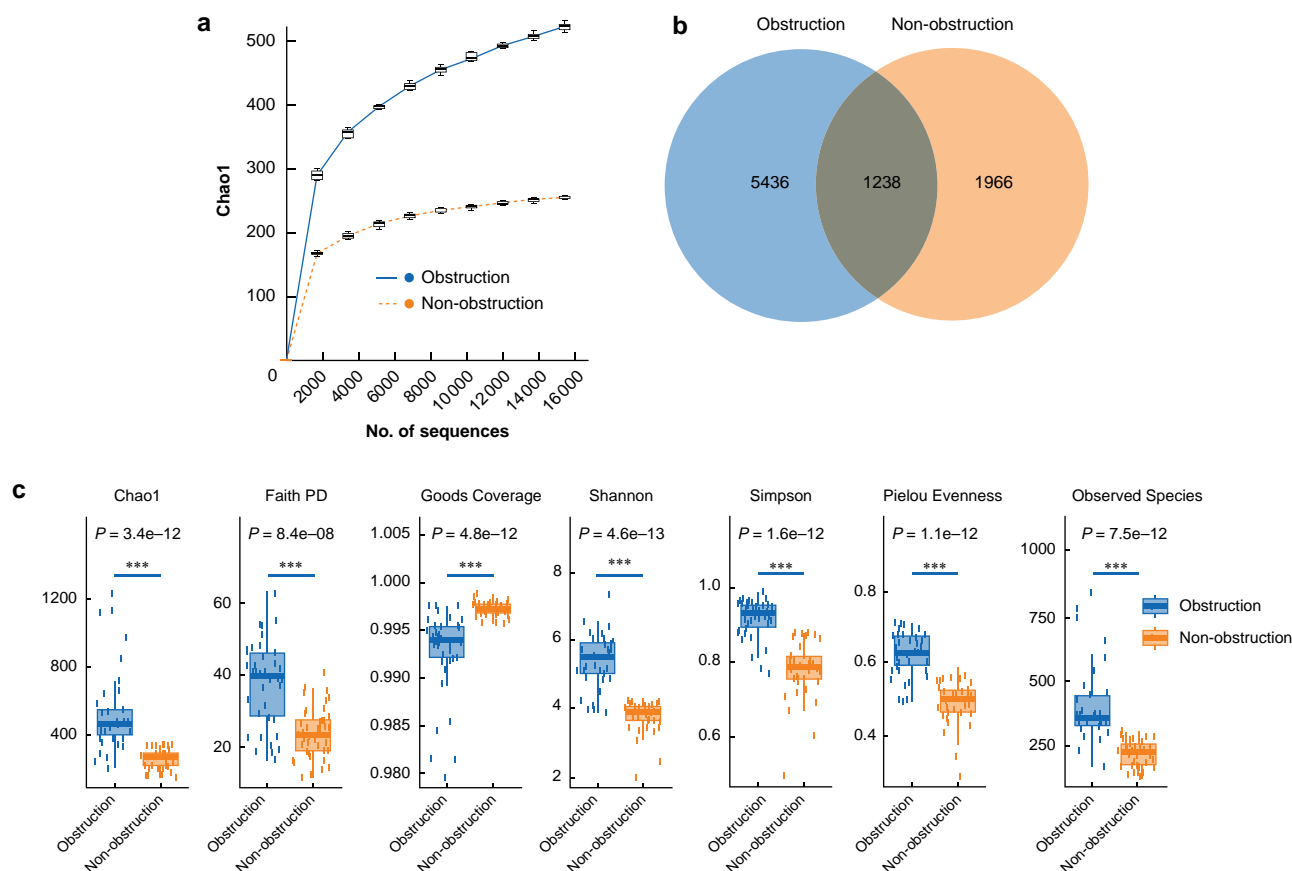 a
Chao1
500
400
300
200
100
0
2000
4000
6000
8000
10000
12000
14000
16000
No. of sequences
Obstruction
Non-obstruction
b
Obstruction
Non-obstruction
5436
1238
1966
c
Chao1
P = 3.4e–12
***
1200
800
400
Obstruction
Non-obstruction
Faith PD
P = 8.4e–08
***
60
40
20
Obstruction
Non-obstruction
Goods Coverage
P = 4.8e–12
***
1.005
1.000
0.995
0.990
0.985
0.980
Obstruction
Non-obstruction
Shannon
P = 4.6e–13
***
8
6
4
2
Obstruction
Non-obstruction
Simpson
P = 1.6e–12
***
1.0
0.8
0.6
Obstruction
Non-obstruction
Pielou Evenness
P = 1.1e–12
***
0.8
0.6
0.4
Obstruction
Non-obstruction
Observed Species
P = 7.5e–12
***
1000
750
500
250
Obstruction
Non-obstruction
Obstruction
Non-obstruction